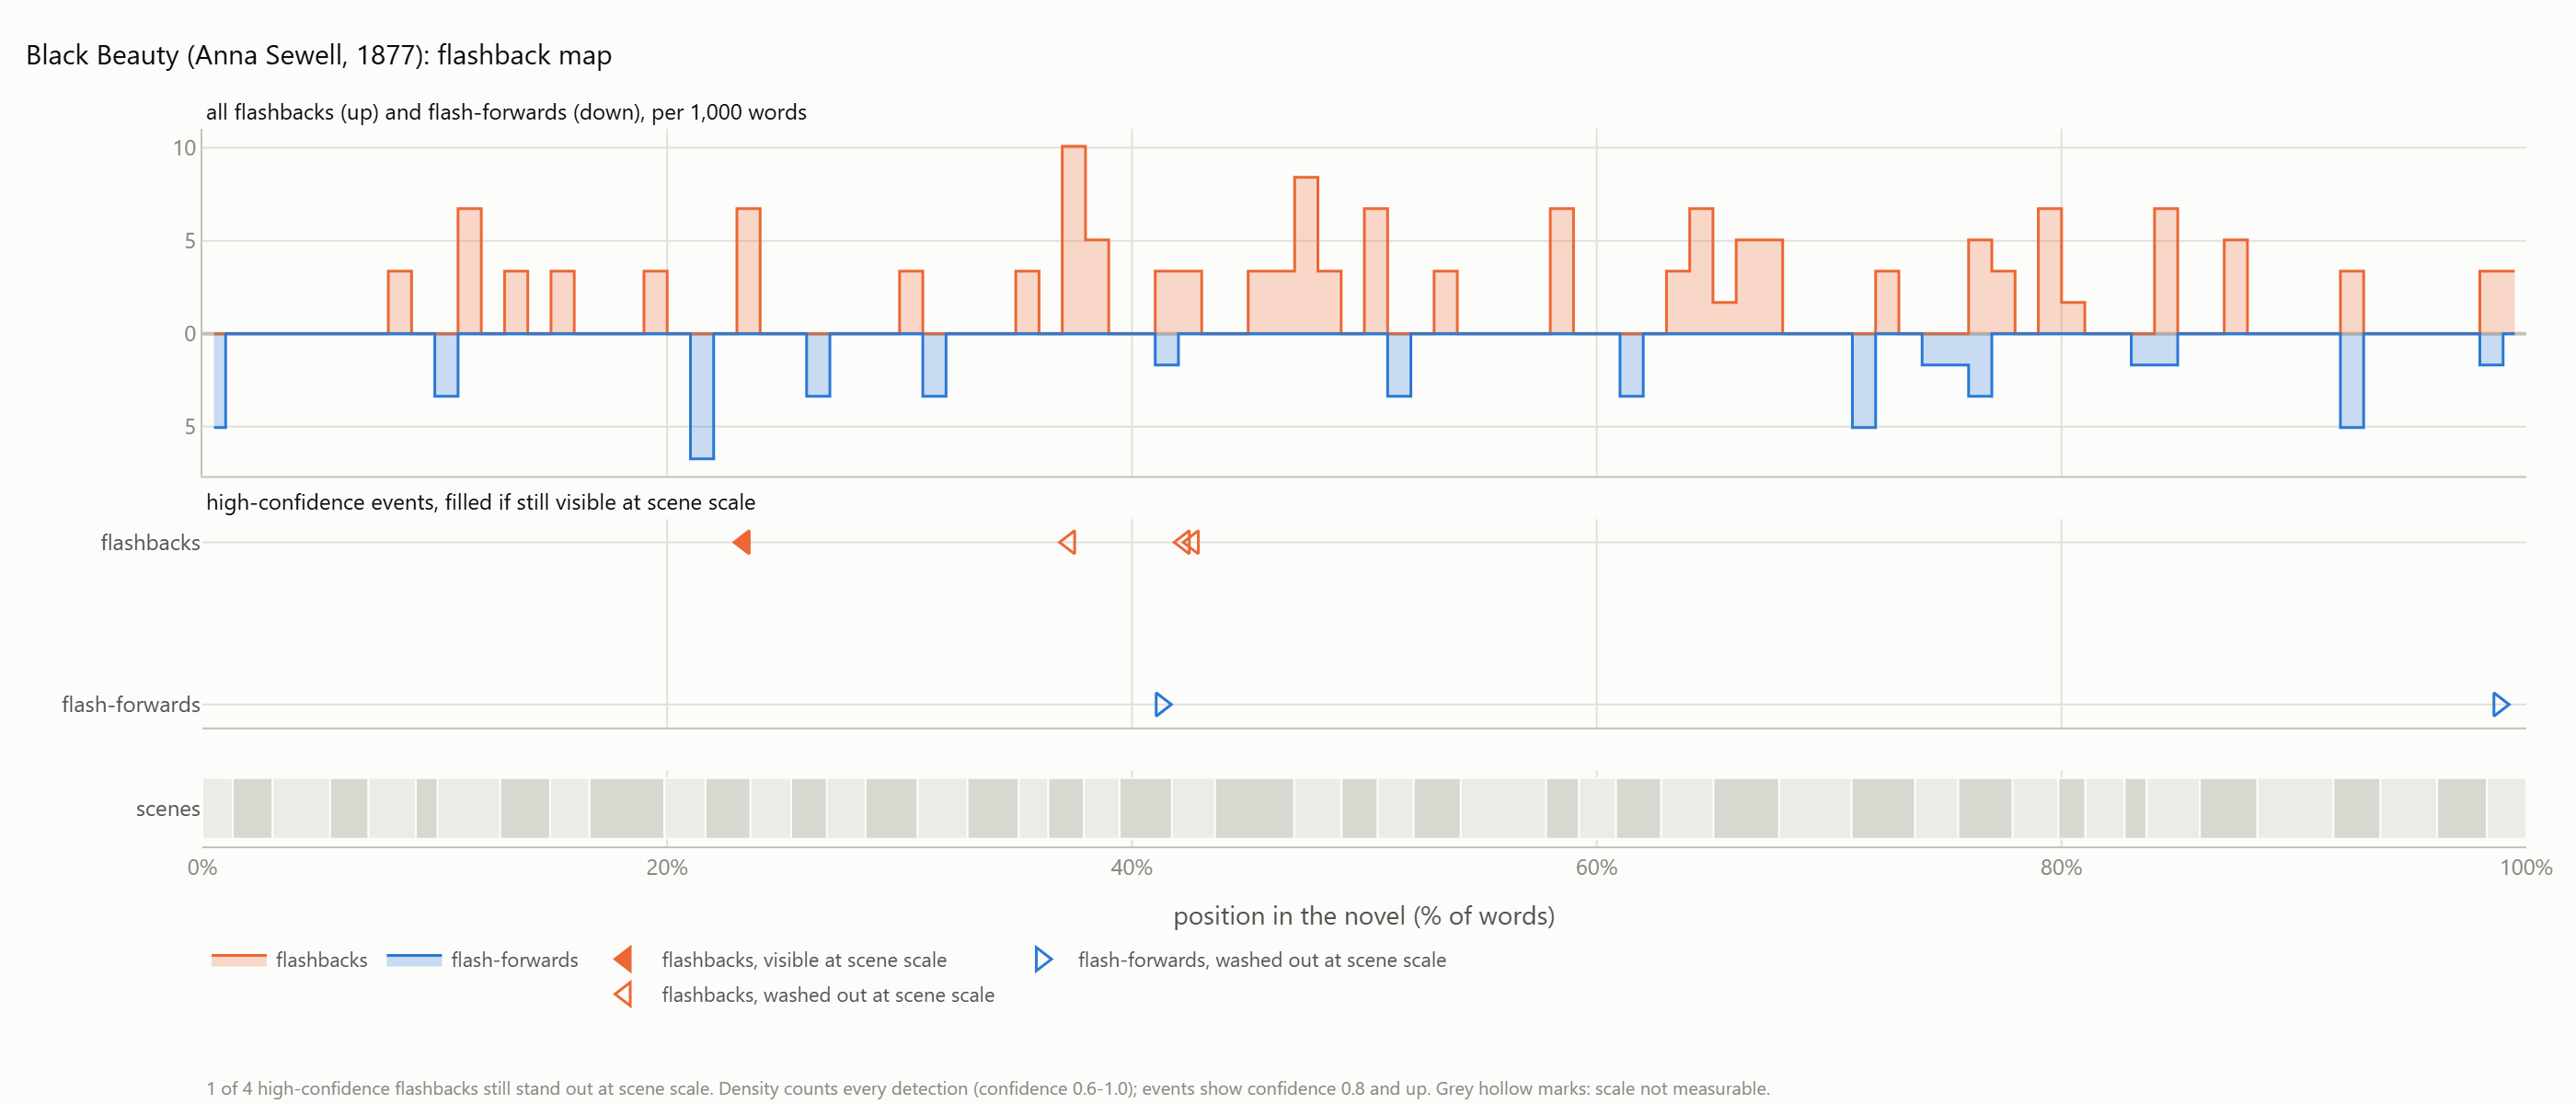 Black Beauty (Anna Sewell, 1877): flashback map
all flashbacks (up) and flash-forwards (down), per 1,000 words
10
5
0
5
high-confidence events, filled if still visible at scene scale
flashbacks
flash-forwards
scenes
0% 20% 40% 60% 80% 100%
position in the novel (% of words)
flashbacks flash-forwards flashbacks, visible at scene scale flash-forwards, washed out at scene scale
flashbacks, washed out at scene scale
1 of 4 high-confidence flashbacks still stand out at scene scale. Density counts every detection (confidence 0.6-1.0); events show confidence 0.8 and up. Grey hollow marks: scale not measurable.